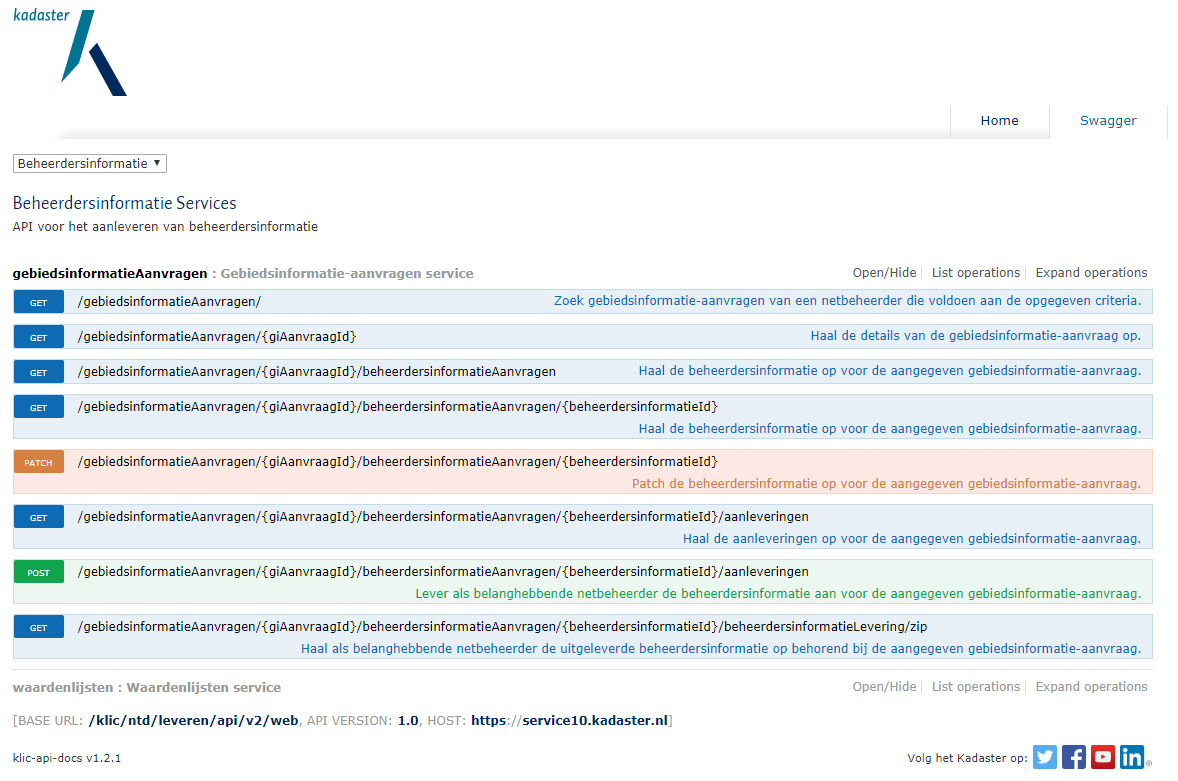 kadaster
Home Swagger
Beheerdersinformatie ▼
Beheerdersinformatie Services
API voor het aanleveren van beheerdersinformatie
gebiedsinformatieAanvragen : Gebiedsinformatie-aanvragen service Open/Hide List operations Expand operations
GET /gebiedsinformatieAanvragen/ Zoek gebiedsinformatie-aanvragen van een netbeheerder die voldoen aan de opgegeven criteria.
GET /gebiedsinformatieAanvragen/{giAanvraagId} Haal de details van de gebiedsinformatie-aanvraag op.
GET /gebiedsinformatieAanvragen/{giAanvraagId}/beheerdersinformatieAanvragen Haal de beheerdersinformatie op voor de aangegeven gebiedsinformatie-aanvraag.
GET /gebiedsinformatieAanvragen/{giAanvraagId}/beheerdersinformatieAanvragen/{beheerdersinformatieId}
Haal de beheerdersinformatie op voor de aangegeven gebiedsinformatie-aanvraag.
PATCH /gebiedsinformatieAanvragen/{giAanvraagId}/beheerdersinformatieAanvragen/{beheerdersinformatieId}
Patch de beheerdersinformatie op voor de aangegeven gebiedsinformatie-aanvraag.
GET /gebiedsinformatieAanvragen/{giAanvraagId}/beheerdersinformatieAanvragen/{beheerdersinformatieId}/aanleveringen
Haal de aanleveringen op voor de aangegeven gebiedsinformatie-aanvraag.
POST /gebiedsinformatieAanvragen/{giAanvraagId}/beheerdersinformatieAanvragen/{beheerdersinformatieId}/aanleveringen
Lever als belanghebbende netbeheerder de beheerdersinformatie aan voor de aangegeven gebiedsinformatie-aanvraag.
GET /gebiedsinformatieAanvragen/{giAanvraagId}/beheerdersinformatieAanvragen/{beheerdersinformatieId}/beheerdersinformatieLevering/zip
Haal als belanghebbende netbeheerder de uitgeleverde beheerdersinformatie op behorend bij de aangegeven gebiedsinformatie-aanvraag.
waardenlijsten : Waardenlijsten service Open/Hide List operations Expand operations
[BASE URL: /klic/ntd/leveren/api/v2/web, API VERSION: 1.0, HOST: https://service10.kadaster.nl]
klic-api-docs v1.2.1 Volg het Kadaster op: in ®